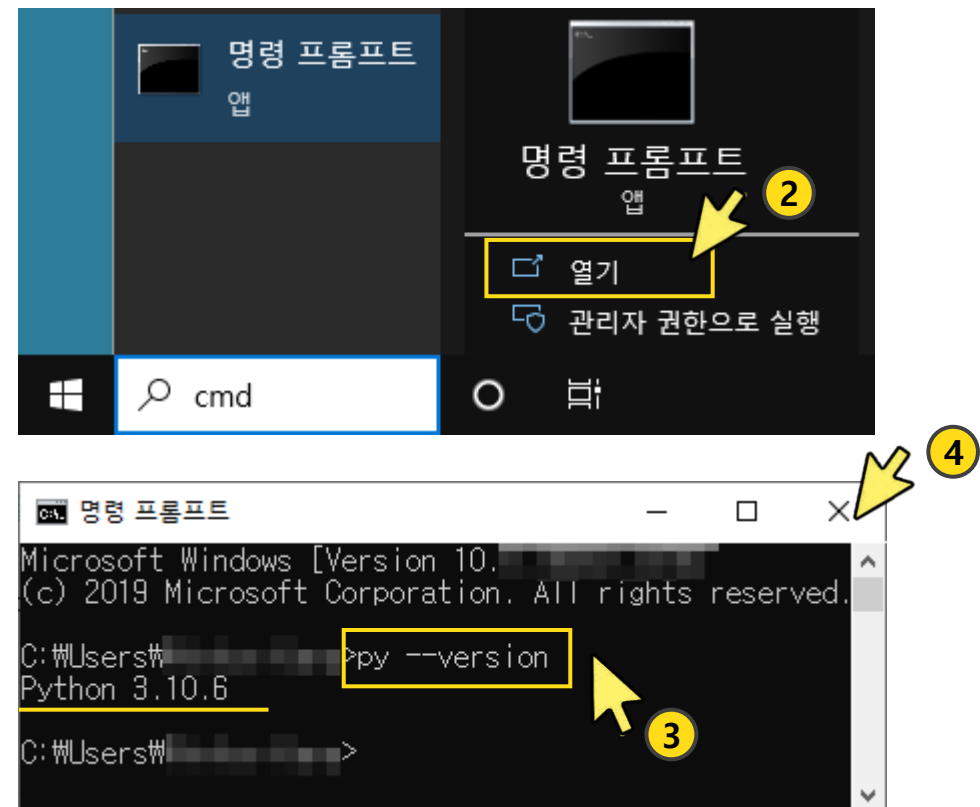 명령 프롬프트
앱
명령 프롬프트
앱
2
열기
관리자 권한으로 실행
cmd
4
명령 프롬프트
Microsoft Windows [Version 10.
(c) 2019 Microsoft Corporation. All rights reserved.
C:₩Users₩ >py --version
Python 3.10.6
3
C:₩Users₩ >